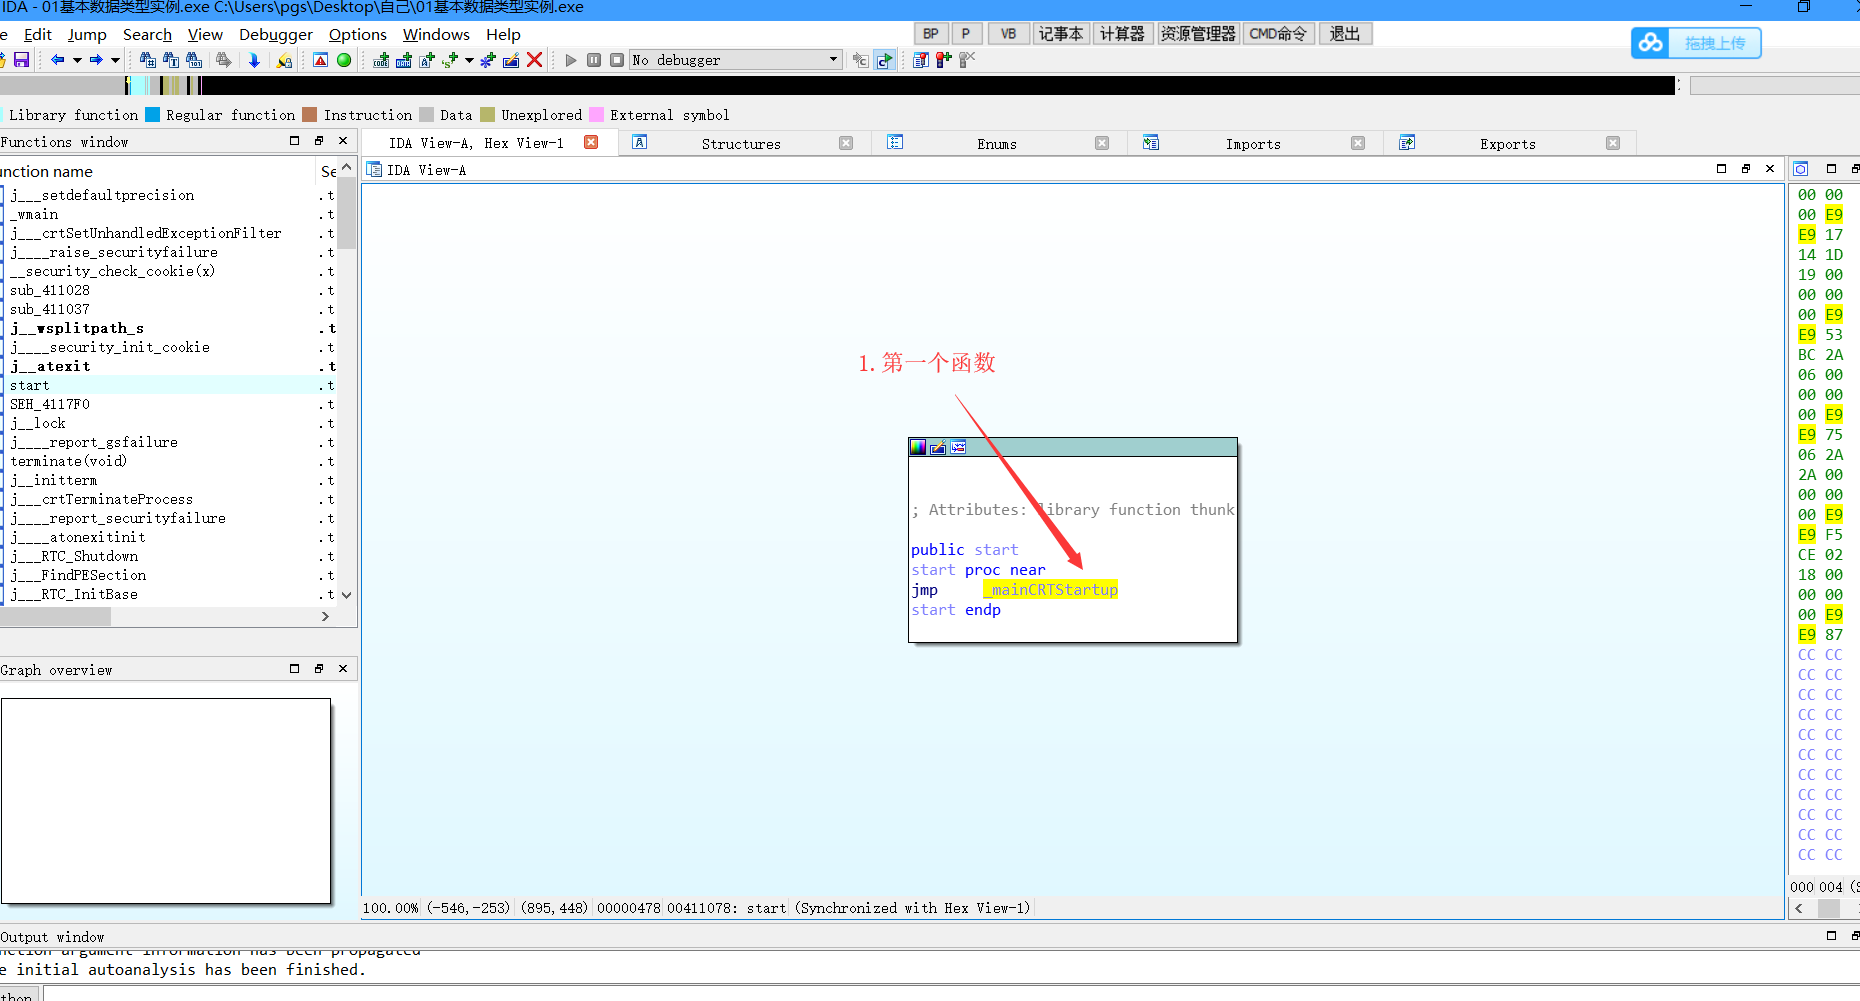 IDA - 01基本数据类型实例.exe C:\Users\pgs\Desktop\自己\01基本数据类型实例.exe
e Edit Jump Search View Debugger Options Windows Help
BP P VB 记事本 计算器 资源管理器 CMD命令 退出
拖拽上传
No debugger
Library function Regular function Instruction Data Unexplored External symbol
Functions window
IDA View-A, Hex View-1 Structures Enums Imports Exports
IDA View-A
unction name Se
j___setdefaultprecision .t
_wmain .t
j___crtSetUnhandledExceptionFilter .t
j____raise_securityfailure .t
__security_check_cookie(x) .t
sub_411028 .t
sub_411037 .t
j__wsplitpath_s .t
j____security_init_cookie .t
j__atexit .t
start .t
SEH_4117F0 .t
j__lock .t
j____report_gsfailure .t
terminate(void) .t
j__initterm .t
j___crtTerminateProcess .t
j____report_securityfailure .t
j____atonexitinit .t
j___RTC_Shutdown .t
j___FindPESection .t
j___RTC_InitBase .t
Graph overview
1.第一个函数
; Attributes: library function thunk
public start
start proc near
jmp _mainCRTStartup
start endp
00 00
00 E9
E9 17
14 1D
19 00
00 00
00 E9
E9 53
BC 2A
06 00
00 00
00 E9
E9 75
06 2A
2A 00
00 00
00 E9
E9 F5
CE 02
18 00
00 00
00 E9
E9 87
CC CC
CC CC
CC CC
CC CC
CC CC
CC CC
CC CC
CC CC
CC CC
CC CC
CC CC
000 004 (S
100.00% (-546,-253) (895,448) 00000478 00411078: start (Synchronized with Hex View-1)
Output window
nction argument information has been propagated
e initial autoanalysis has been finished.
thon